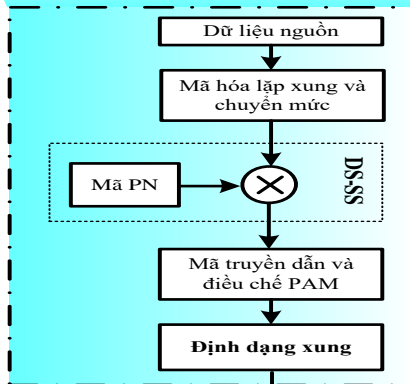 Dữ liệu nguồn
Mã hóa lặp xung và
chuyển mức
Mã PN
DS-SS
Mã truyền dẫn và
điều chế PAM
Định dạng xung